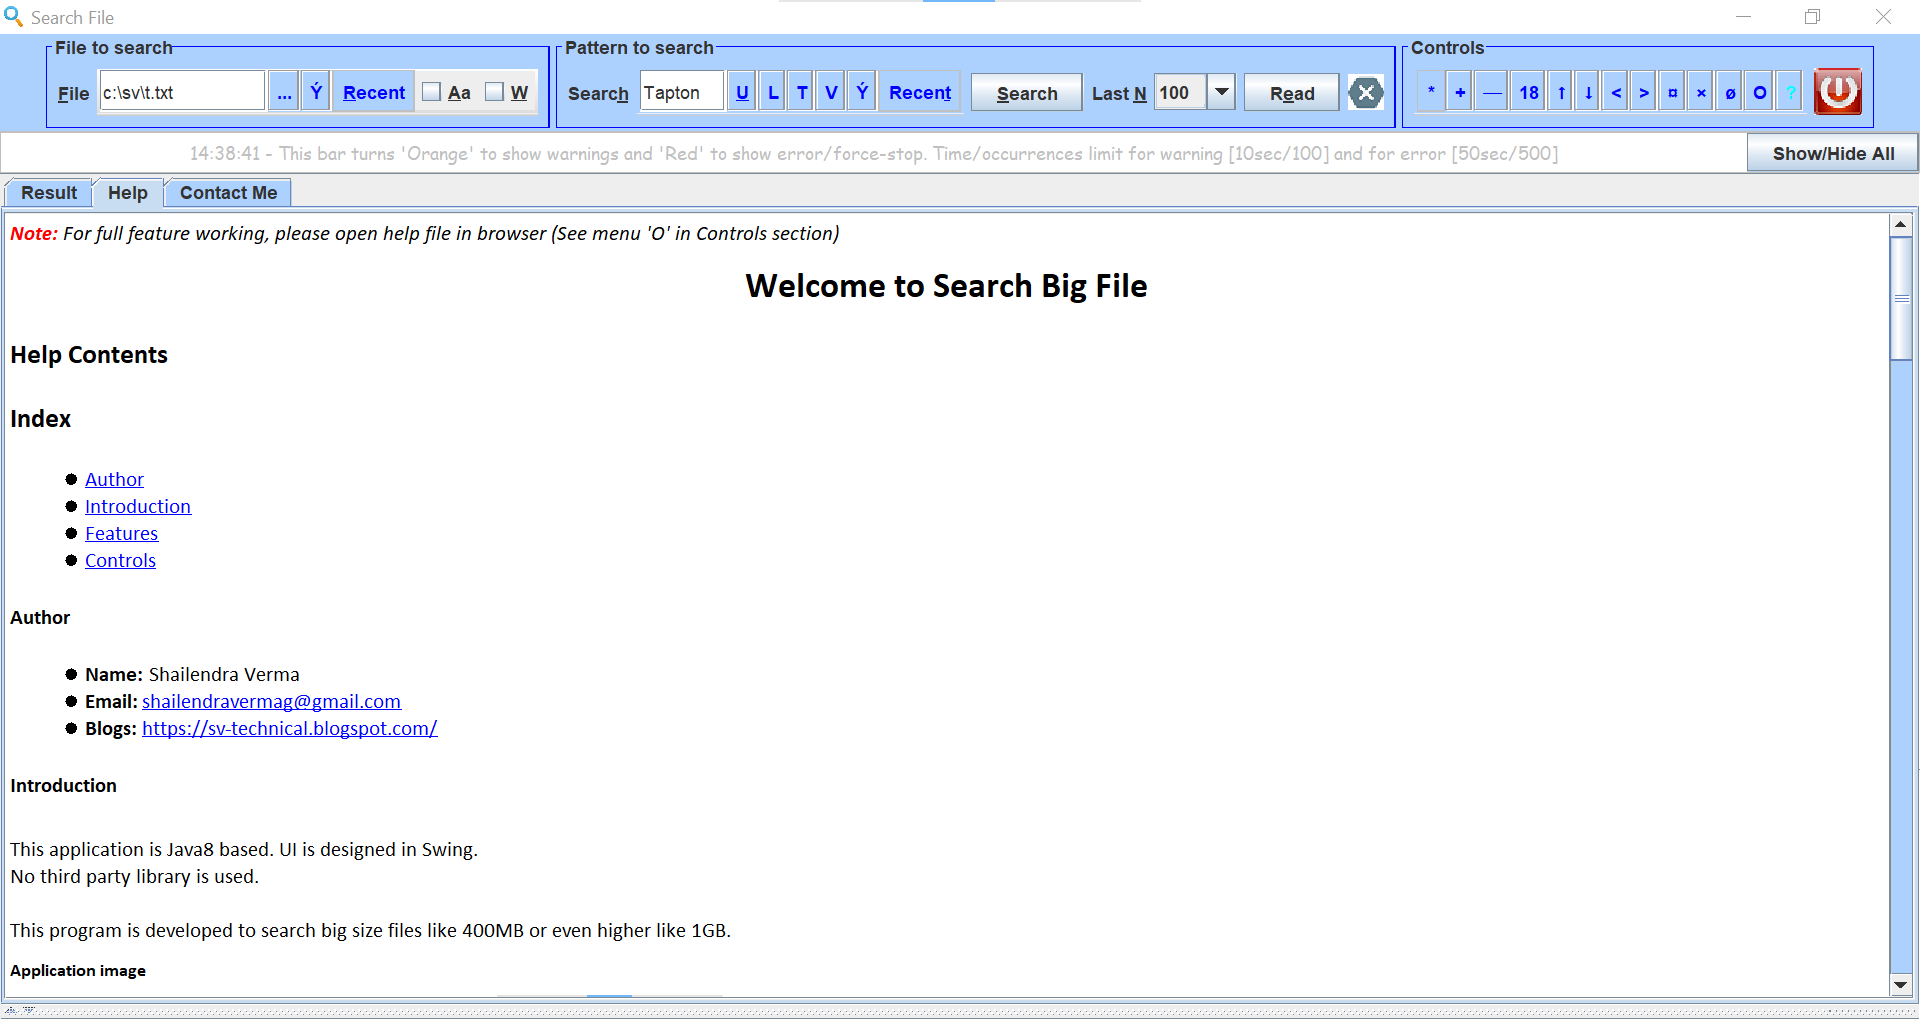 Search File
File to search
Pattern to search
Controls
File c:\sv\t.txt ... Ý Recent Aa W
Search Tapton U L T V Ý Recent Search Last N 100 Read
* + — 18 ↑ ↓ < > ¤ × ø O ?
14:38:41 - This bar turns 'Orange' to show warnings and 'Red' to show error/force-stop. Time/occurrences limit for warning [10sec/100] and for error [50sec/500]
Show/Hide All
Result Help Contact Me
Note: For full feature working, please open help file in browser (See menu 'O' in Controls section)
Welcome to Search Big File
Help Contents
Index
Author
Introduction
Features
Controls
Author
Name: Shailendra Verma
Email: shailendravermag@gmail.com
Blogs: https://sv-technical.blogspot.com/
Introduction
This application is Java8 based. UI is designed in Swing.
No third party library is used.
This program is developed to search big size files like 400MB or even higher like 1GB.
Application image